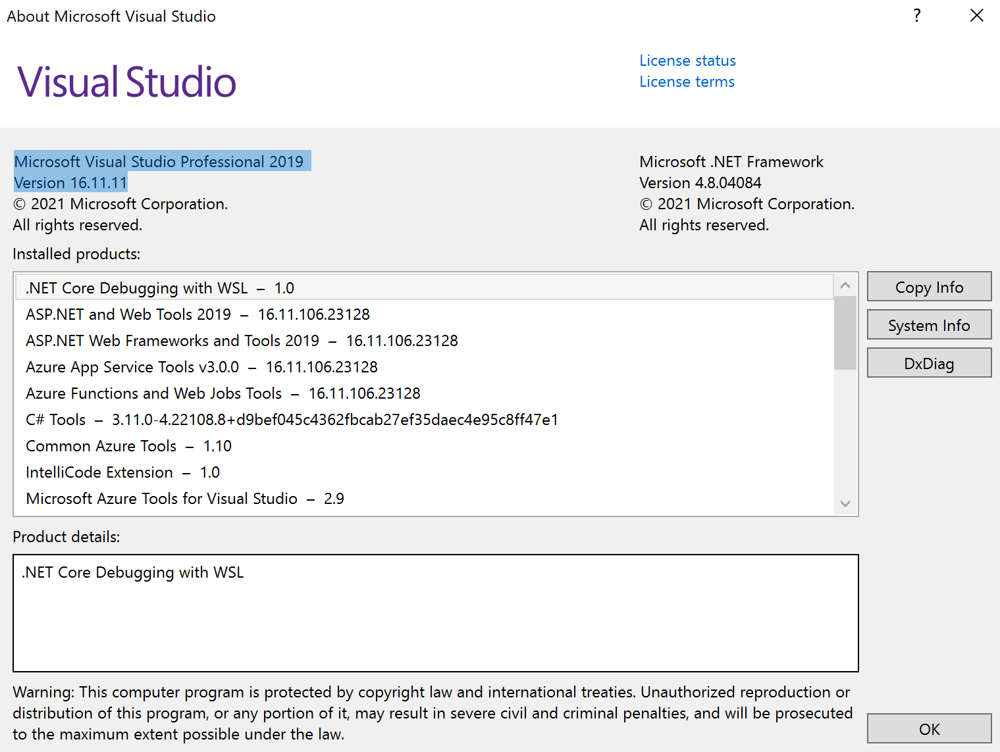 About Microsoft Visual Studio
?
Visual Studio
License status
License terms
Microsoft Visual Studio Professional 2019
Version 16.11.11
© 2021 Microsoft Corporation.
All rights reserved.
Microsoft .NET Framework
Version 4.8.04084
© 2021 Microsoft Corporation.
All rights reserved.
Installed products:
.NET Core Debugging with WSL – 1.0
ASP.NET and Web Tools 2019 – 16.11.106.23128
ASP.NET Web Frameworks and Tools 2019 – 16.11.106.23128
Azure App Service Tools v3.0.0 – 16.11.106.23128
Azure Functions and Web Jobs Tools – 16.11.106.23128
C# Tools – 3.11.0-4.22108.8+d9bef045c4362fbcab27ef35daec4e95c8ff47e1
Common Azure Tools – 1.10
IntelliCode Extension – 1.0
Microsoft Azure Tools for Visual Studio – 2.9
Copy Info
System Info
DxDiag
Product details:
.NET Core Debugging with WSL
Warning: This computer program is protected by copyright law and international treaties. Unauthorized reproduction or
distribution of this program, or any portion of it, may result in severe civil and criminal penalties, and will be prosecuted
to the maximum extent possible under the law.
OK